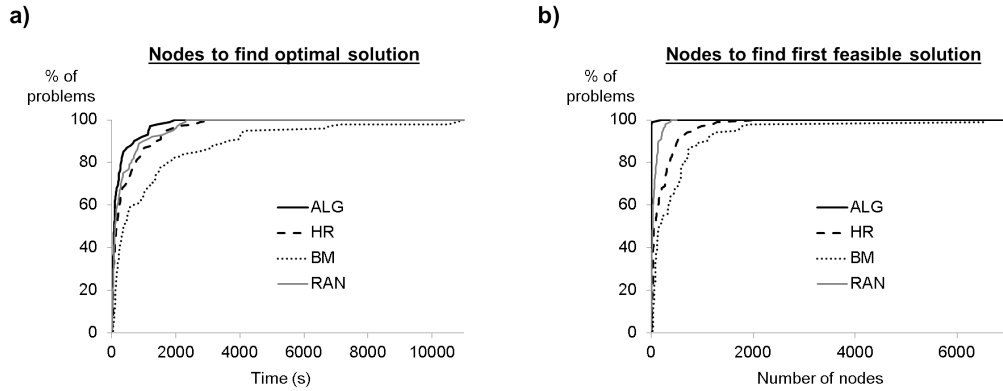 a)
Nodes to find optimal solution
% of
problems
100
80
60
40
20
0
ALG
HR
BM
RAN
0 2000 4000 6000 8000 10000
Time (s)
b)
Nodes to find first feasible solution
% of
problems
100
80
60
40
20
0
ALG
HR
BM
RAN
0 2000 4000 6000
Number of nodes